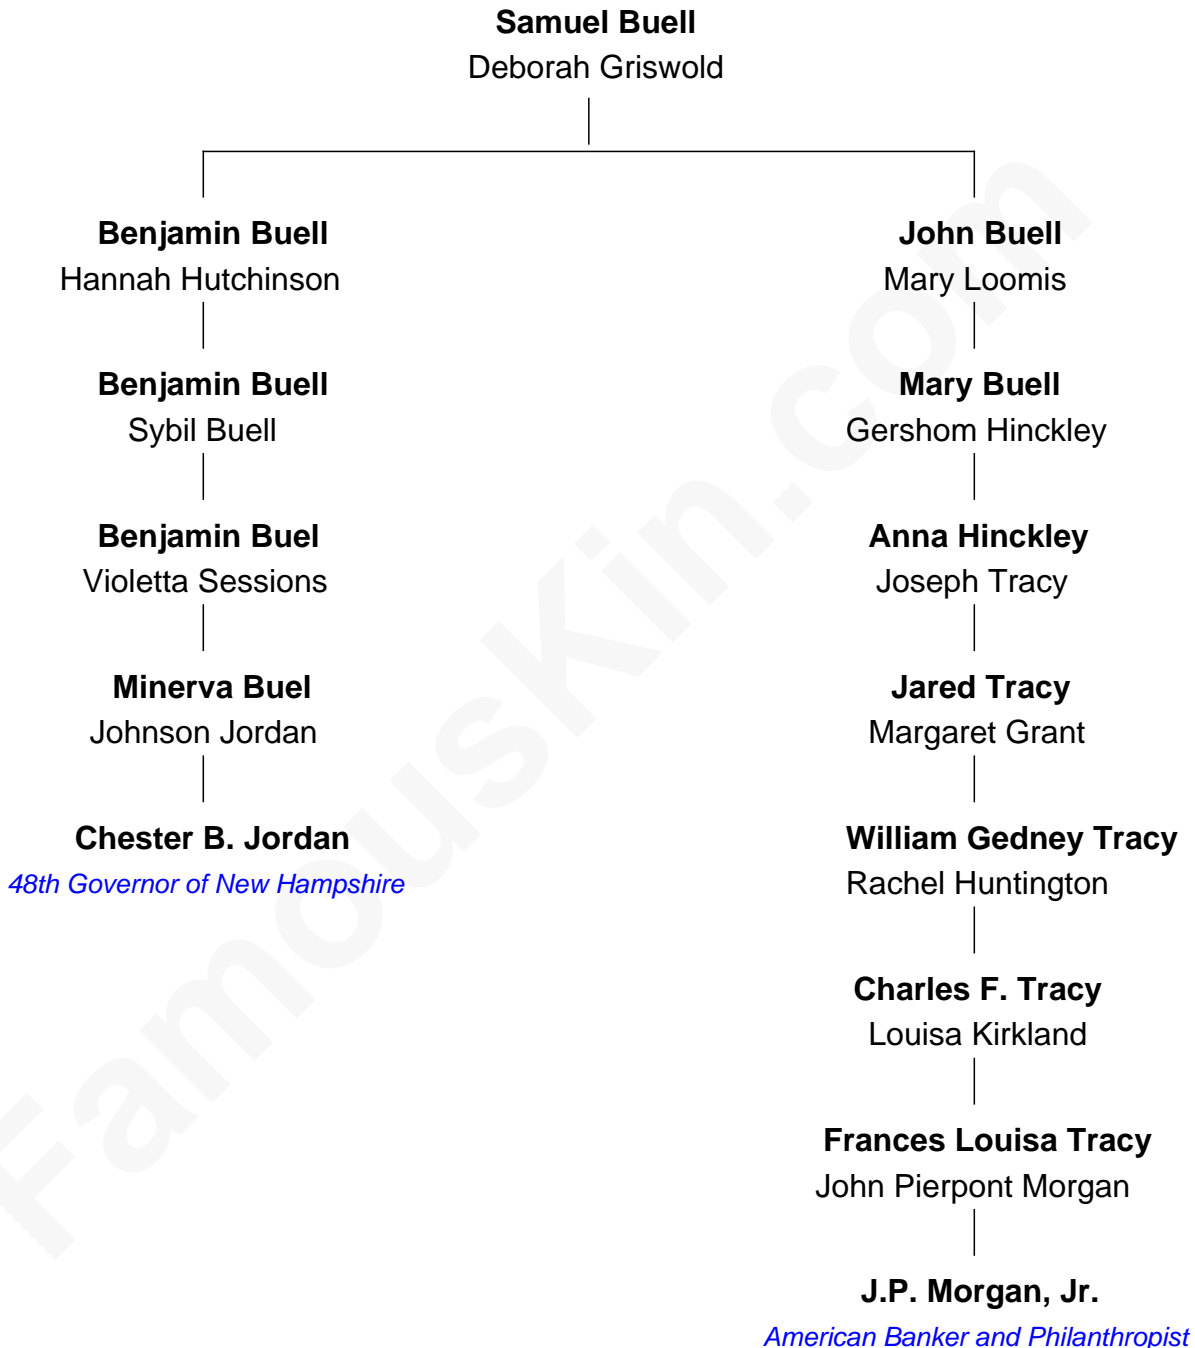 Samuel Buell
Deborah Griswold
Benjamin Buell
Hannah Hutchinson
Benjamin Buell
Sybil Buell
Benjamin Buel
Violetta Sessions
Minerva Buel
Johnson Jordan
Chester B. Jordan
48th Governor of New Hampshire
John Buell
Mary Loomis
Mary Buell
Gershom Hinckley
Anna Hinckley
Joseph Tracy
Jared Tracy
Margaret Grant
William Gedney Tracy
Rachel Huntington
Charles F. Tracy
Louisa Kirkland
Frances Louisa Tracy
John Pierpont Morgan
J.P. Morgan, Jr.
American Banker and Philanthropist
FamousKin.com